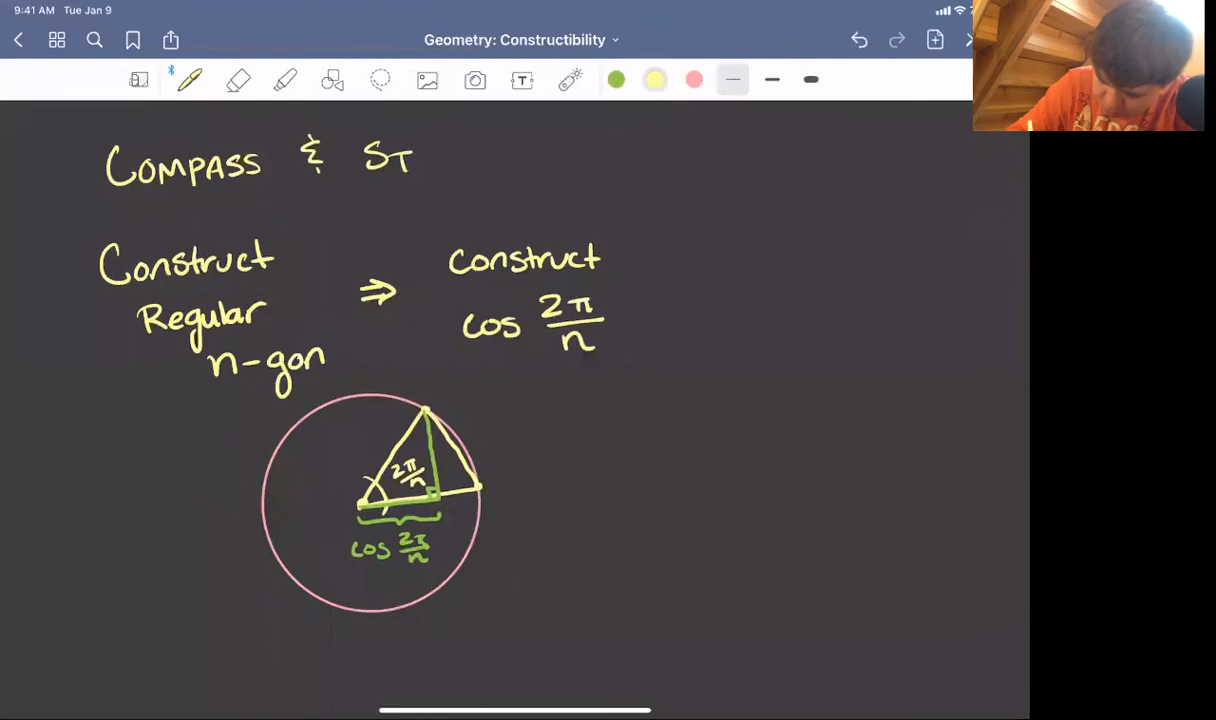 9:41 AM Tue Jan 9
Geometry: Constructibility
T
COMPASS & ST
Construct
Regular
n-gon
⇒
Construct
cos 2π/n
2π/n
cos 2π/n